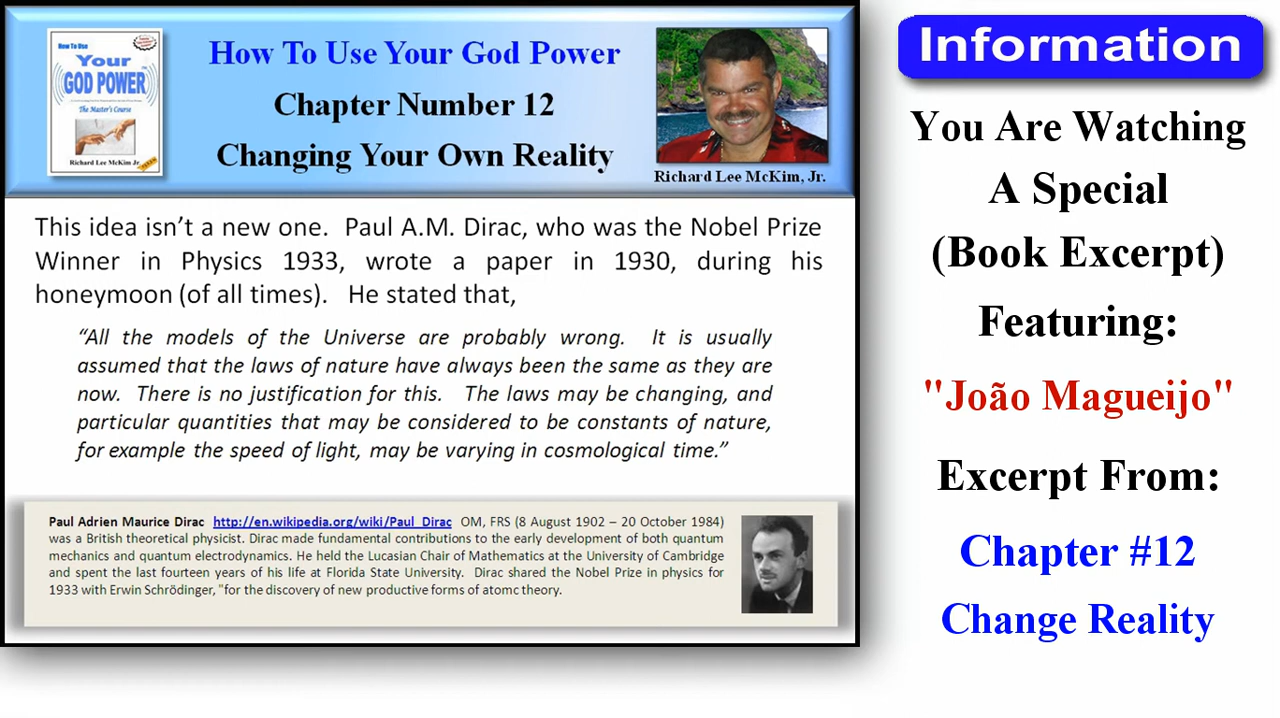 How To Use
Your
GOD POWER
The Master's Course
Richard Lee McKim Jr.
How To Use Your God Power
Chapter Number 12
Changing Your Own Reality
Richard Lee McKim, Jr.
This idea isn’t a new one. Paul A.M. Dirac, who was the Nobel Prize
Winner in Physics 1933, wrote a paper in 1930, during his
honeymoon (of all times). He stated that,
“All the models of the Universe are probably wrong. It is usually
assumed that the laws of nature have always been the same as they are
now. There is no justification for this. The laws may be changing, and
particular quantities that may be considered to be constants of nature,
for example the speed of light, may be varying in cosmological time.”
Paul Adrien Maurice Dirac http://en.wikipedia.org/wiki/Paul_Dirac OM, FRS (8 August 1902 – 20 October 1984)
was a British theoretical physicist. Dirac made fundamental contributions to the early development of both quantum
mechanics and quantum electrodynamics. He held the Lucasian Chair of Mathematics at the University of Cambridge
and spent the last fourteen years of his life at Florida State University. Dirac shared the Nobel Prize in physics for
1933 with Erwin Schrödinger, "for the discovery of new productive forms of atomc theory.
Information
You Are Watching
A Special
(Book Excerpt)
Featuring:
"João Magueijo"
Excerpt From:
Chapter #12
Change Reality